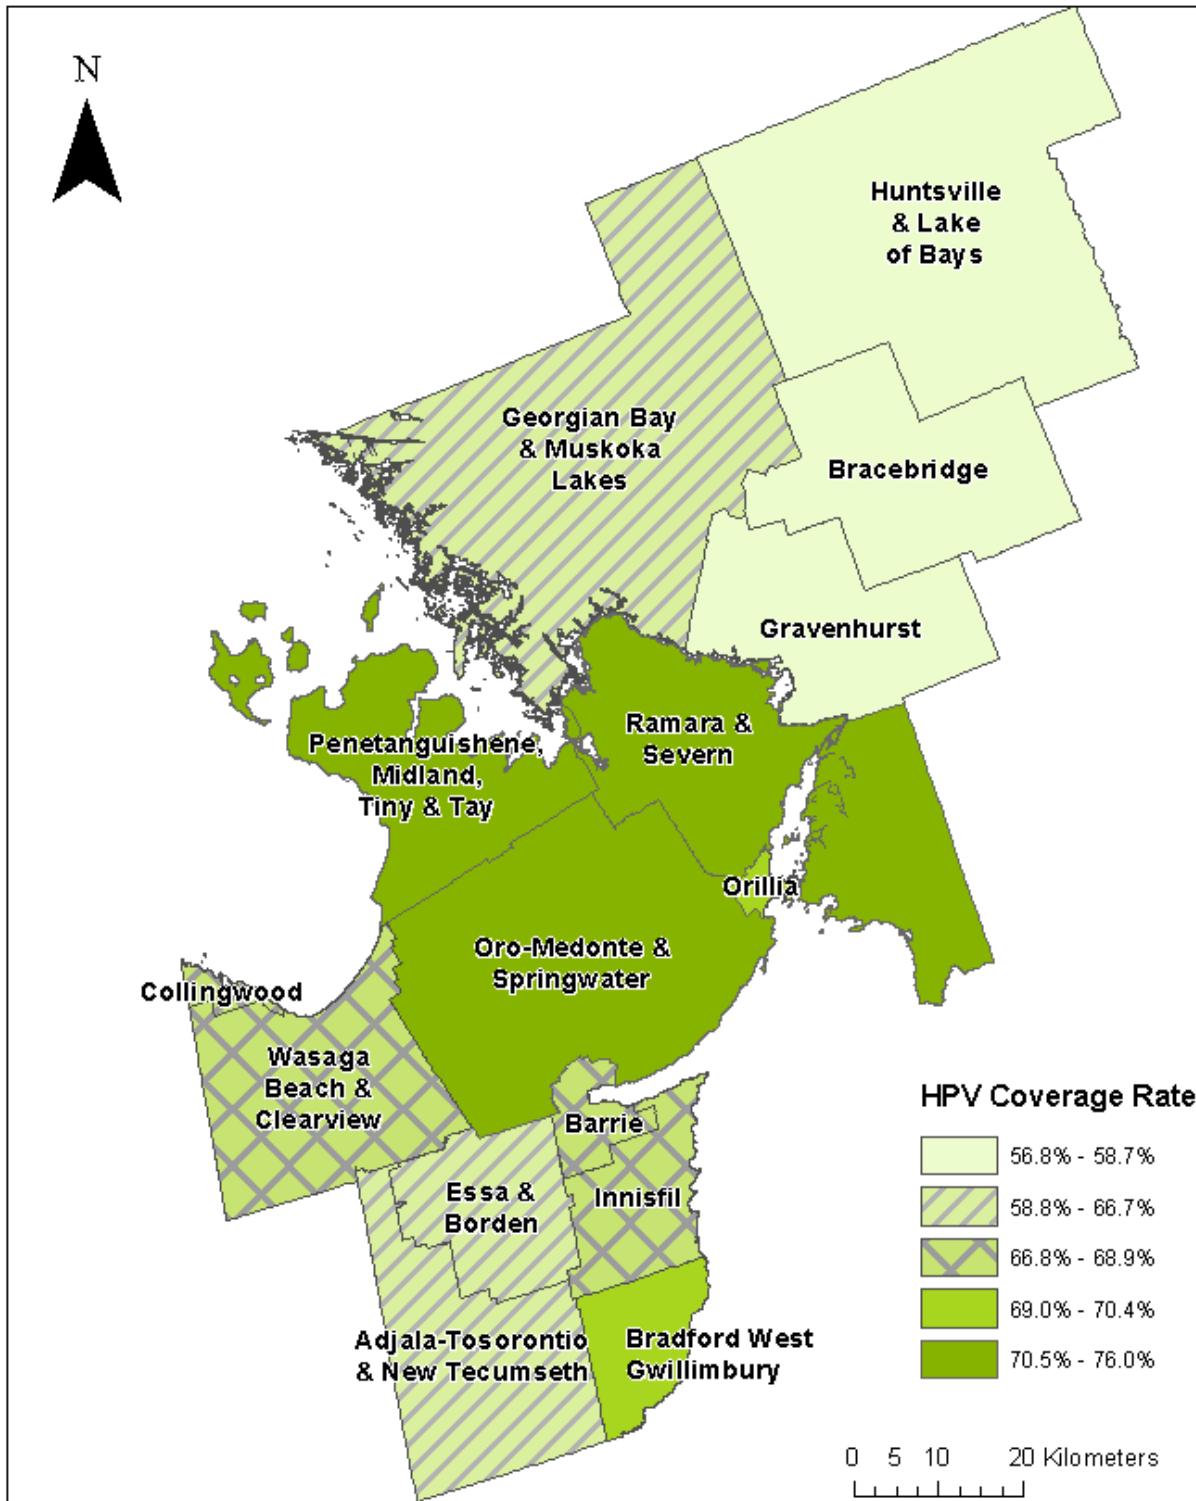 N
Huntsville
& Lake
of Bays
Georgian Bay
& Muskoka
Lakes
Bracebridge
Gravenhurst
Ramara &
Severn
Penetanguishene,
Midland,
Tiny & Tay
Orillia
Oro-Medonte &
Springwater
Collingwood
Wasaga
Beach &
Clearview
Barrie
Essa &
Borden
Innisfil
Adjala-Tosorontio
& New Tecumseth
Bradford West
Gwillimbury
HPV Coverage Rate
56.8% - 58.7%
58.8% - 66.7%
66.8% - 68.9%
69.0% - 70.4%
70.5% - 76.0%
0 5 10 20 Kilometers